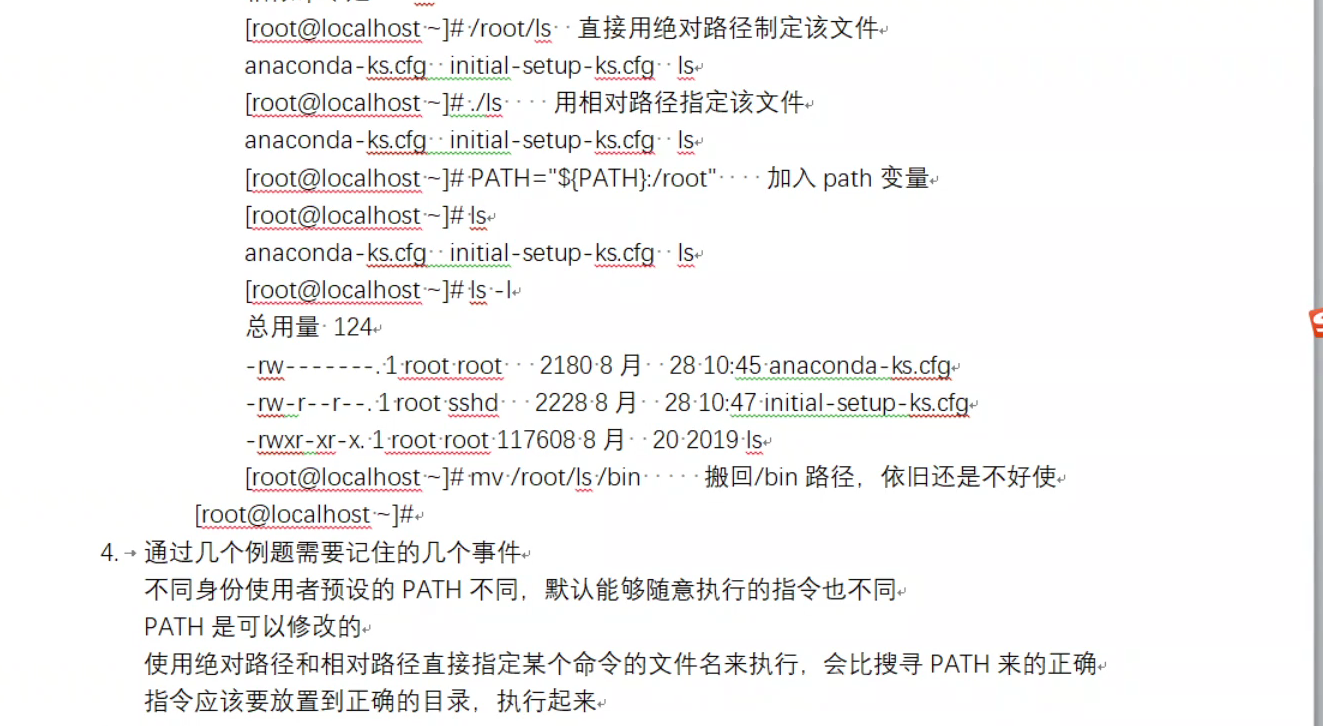 [root@localhost ~]# /root/ls 直接用绝对路径制定该文件
anaconda-ks.cfg initial-setup-ks.cfg ls
[root@localhost ~]# ./ls 用相对路径指定该文件
anaconda-ks.cfg initial-setup-ks.cfg ls
[root@localhost ~]# PATH="${PATH}:/root" 加入 path 变量
[root@localhost ~]# ls
anaconda-ks.cfg initial-setup-ks.cfg ls
[root@localhost ~]# ls -l
总用量 124
-rw-------. 1 root root 2180 8 月 28 10:45 anaconda-ks.cfg
-rw-r--r--. 1 root sshd 2228 8 月 28 10:47 initial-setup-ks.cfg
-rwxr-xr-x. 1 root root 117608 8 月 20 2019 ls
[root@localhost ~]# mv /root/ls /bin 搬回/bin 路径，依旧还是不好使
[root@localhost ~]#
4. 通过几个例题需要记住的几个事件
不同身份使用者预设的 PATH 不同，默认能够随意执行的指令也不同
PATH 是可以修改的
使用绝对路径和相对路径直接指定某个命令的文件名来执行，会比搜寻 PATH 来的正确
指令应该要放置到正确的目录，执行起来